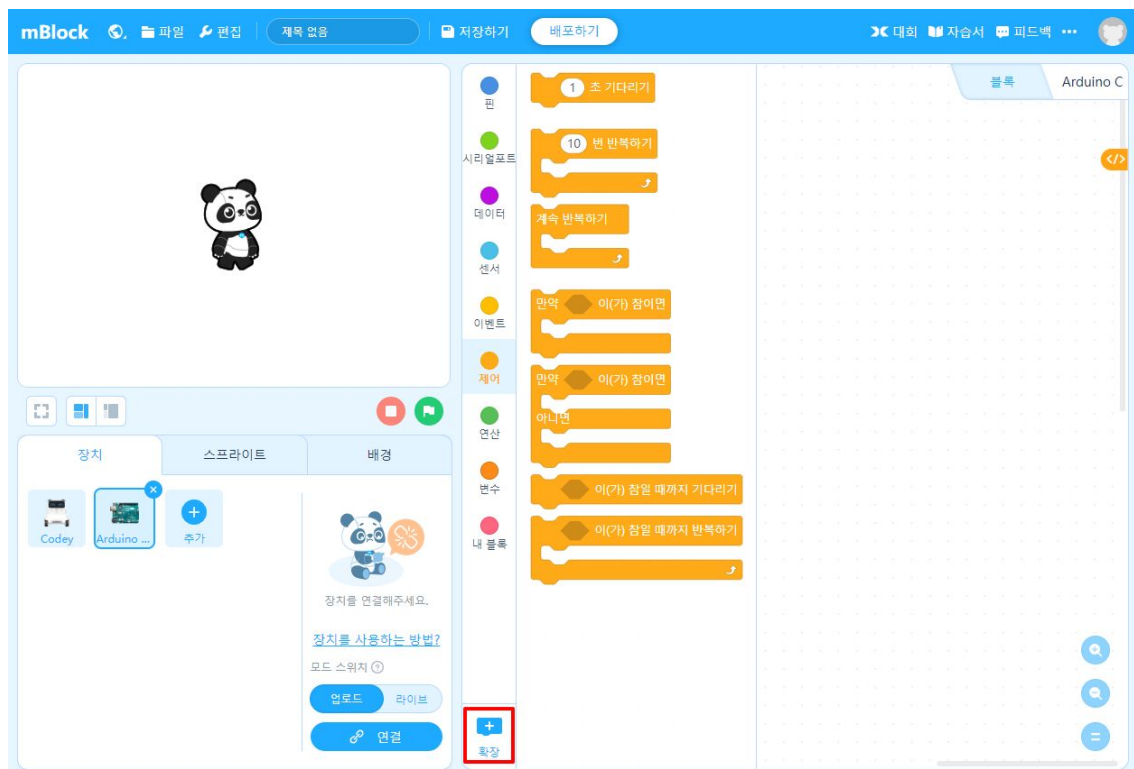 mBlock 파일 편집 제목 없음 저장하기 배포하기 대회 자습서 피드백 ···
핀
시리얼포트
데이터
센서
이벤트
제어
연산
변수
내 블록
확장
1 초 기다리기
10 번 반복하기
계속 반복하기
만약 이(가) 참이면
만약 이(가) 참이면
아니면
이(가) 참일 때까지 기다리기
이(가) 참일 때까지 반복하기
블록 Arduino C
</>
장치 스프라이트 배경
Codey Arduino ... 추가
장치를 연결해주세요.
장치를 사용하는 방법?
모드 스위치 ?
업로드 라이브
연결